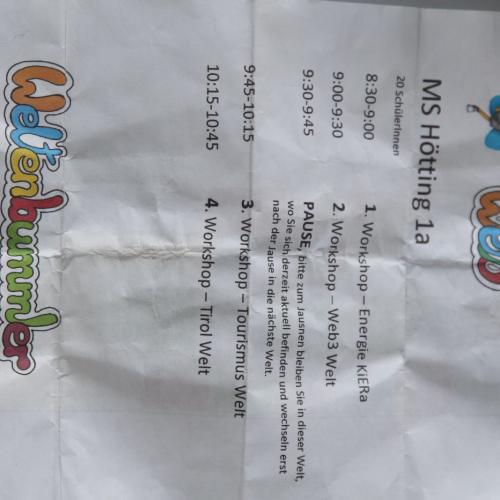 We
MS Hötting 1a
20 SchülerInnen
8:30-9:00 1. Workshop – Energie KiERa
9:00-9:30 2. Workshop – Web3 Welt
9:30-9:45 PAUSE, bitte zum Jausnen bleiben Sie in dieser Welt,
wo Sie sich derzeit aktuell befinden und wechseln erst
nach der Jause in die nächste Welt.
9:45-10:15 3. Workshop – Tourismus Welt
10:15-10:45 4. Workshop – Tirol Welt
Weltenbummler